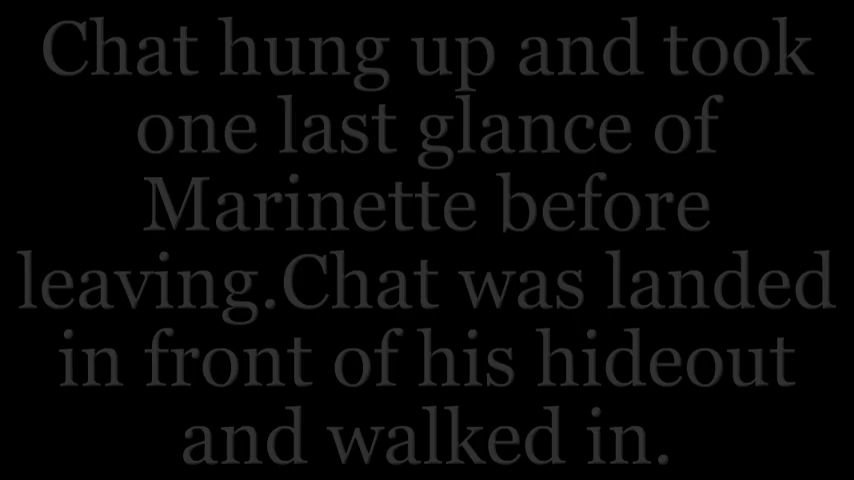 Chat hung up and took
one last glance of
Marinette before
leaving.Chat was landed
in front of his hideout
and walked in.